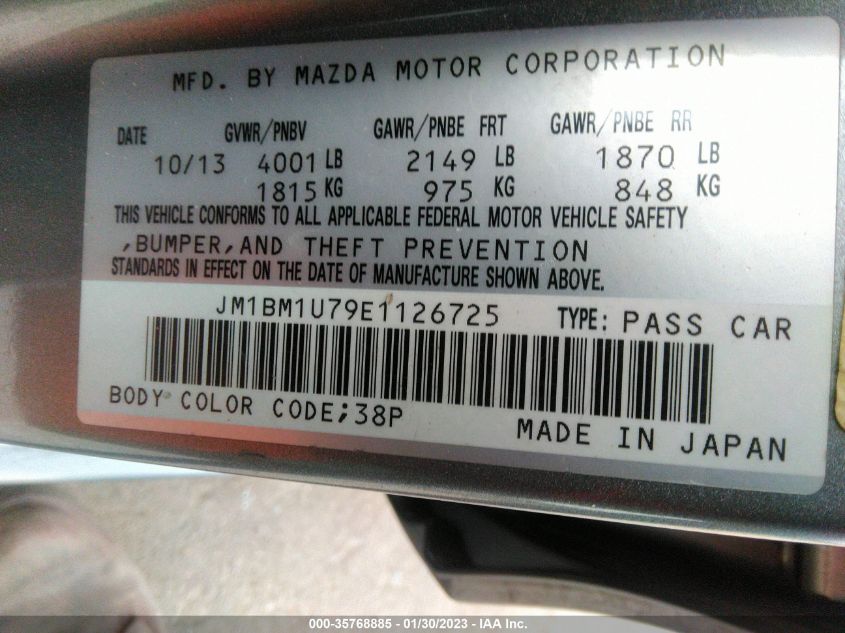 MFD. BY MAZDA MOTOR CORPORATION
DATE GVWR/PNBV GAWR/PNBE FRT GAWR/PNBE RR
10/13 4001 LB 2149 LB 1870 LB
1815 KG 975 KG 848 KG
THIS VEHICLE CONFORMS TO ALL APPLICABLE FEDERAL MOTOR VEHICLE SAFETY
,BUMPER,AND THEFT PREVENTION
STANDARDS IN EFFECT ON THE DATE OF MANUFACTURE SHOWN ABOVE.
JM1BM1U79E1126725 TYPE: PASS CAR
BODY COLOR CODE;38P
MADE IN JAPAN
000-35768885 - 01/30/2023 - IAA Inc.